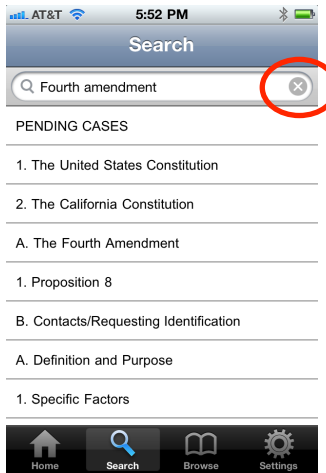 AT&T 5:52 PM
Search
Fourth amendment
PENDING CASES
1. The United States Constitution
2. The California Constitution
A. The Fourth Amendment
1. Proposition 8
B. Contacts/Requesting Identification
A. Definition and Purpose
1. Specific Factors
Home Search Browse Settings